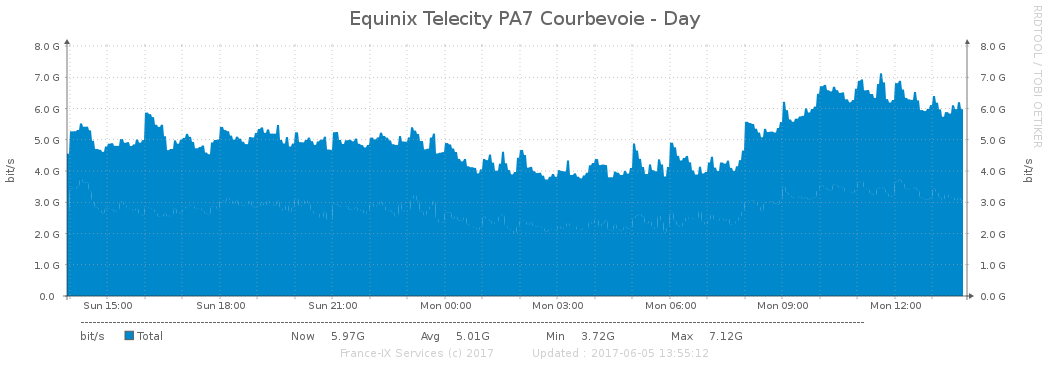 Equinix Telecity PA7 Courbevoie - Day
RRDTOOL / TOBI OETIKER
8.0 G 8.0 G
7.0 G 7.0 G
6.0 G 6.0 G
5.0 G 5.0 G
4.0 G 4.0 G
3.0 G 3.0 G
2.0 G 2.0 G
1.0 G 1.0 G
0.0 0.0 G
bit/s
bit/s
Sun 15:00 Sun 18:00 Sun 21:00 Mon 00:00 Mon 03:00 Mon 06:00 Mon 09:00 Mon 12:00
bit/s Total Now 5.97G Avg 5.01G Min 3.72G Max 7.12G
France-IX Services (c) 2017 Updated : 2017-06-05 13:55:12